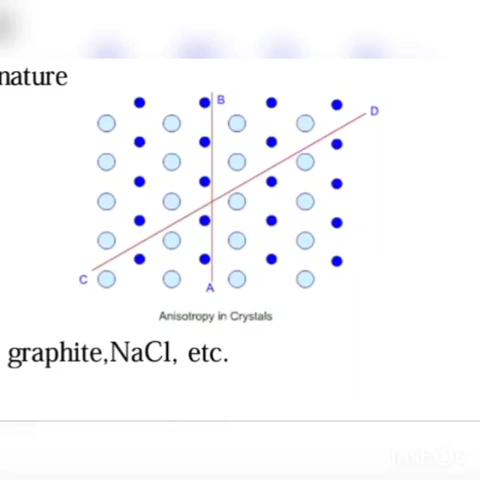 nature
B
D
C
A
Anisotropy in Crystals
graphite,NaCl, etc.